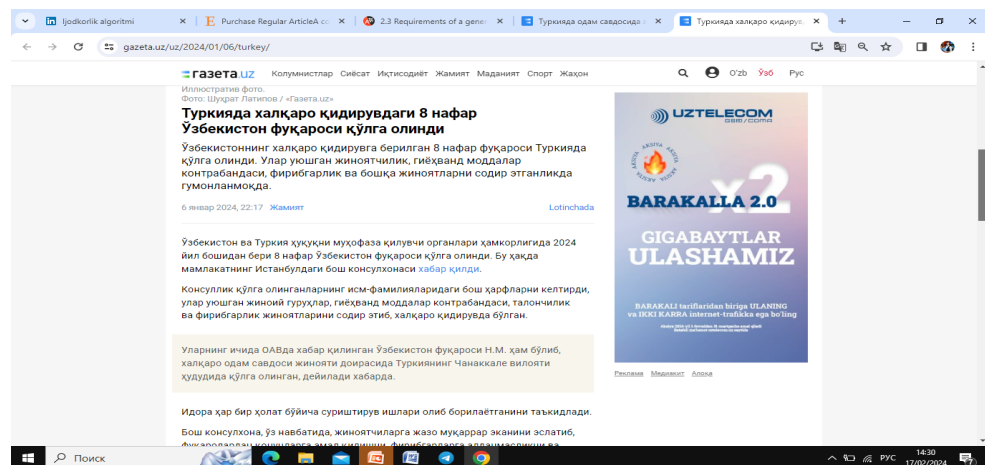 Ijodkorlik algoritmi
Purchase Regular ArticleA co
2.3 Requirements of a gene
Туркияда одам савдосида
Туркияда халқаро қидирув
gazeta.uz/uz/2024/01/06/turkey/
газета.uz
Колумнистлар Сиёсат Иқтисодиёт Жамият Маданият Спорт Жаҳон
O'zb Ўзб Рус
Иллюстратив фото.
Фото: Шуҳрат Латипов / «Газета.uz»
Туркияда халқаро қидирувдаги 8 нафар
Ўзбекистон фуқароси қўлга олинди
Ўзбекистоннинг халқаро қидирувга берилган 8 нафар фуқароси Туркияда
қўлга олинди. Улар уюшган жиноятчилик, гиёҳванд моддалар
контрабандаси, фирибгарлик ва бошқа жиноятларни содир этганликда
гумонланмоқда.
6 январ 2024, 22:17 Жамият
Lotinchada
Ўзбекистон ва Туркия ҳуқуқни муҳофаза қилувчи органлари ҳамкорлигида 2024
йил бошидан бери 8 нафар Ўзбекистон фуқароси қўлга олинди. Бу ҳақда
мамлакатнинг Истанбулдаги бош консулхонаси хабар қилди.
Консуллик қўлга олинганларнинг исм-фамилияларидаги бош ҳарфларни келтирди,
улар уюшган жиноий гуруҳлар, гиёҳванд моддалар контрабандаси, талончилик
ва фирибгарлик жиноятларини содир этиб, халқаро қидирувда бўлган.
Уларнинг ичида ОАВда хабар қилинган Ўзбекистон фуқароси Н.М. ҳам бўлиб,
халқаро одам савдоси жинояти доирасида Туркиянинг Чанаккале вилояти
ҳудудида қўлга олинган, дейилади хабарда.
Идора ҳар бир ҳолат бўйича суриштирув ишлари олиб борилаётганини таъкидлади.
Бош консулхона, ўз навбатида, жиноятчиларга жазо муқаррар эканини эслатиб,
фуқаролардан қонунларга амал қилишни, фирибгарларга алданмасликни ва
UZTELECOM
GSM/CDMA
AKSIYA AKSIYA AKSIYA
x2
BARAKALLA 2.0
GIGABAYTLAR
ULASHAMIZ
BARAKALI tariflaridan biriga ULANING
va IKKI KARRA internet-trafikka ega bo'ling
Реклама Медиакит Алоқа
Поиск
РУС
14:30
17/02/2024